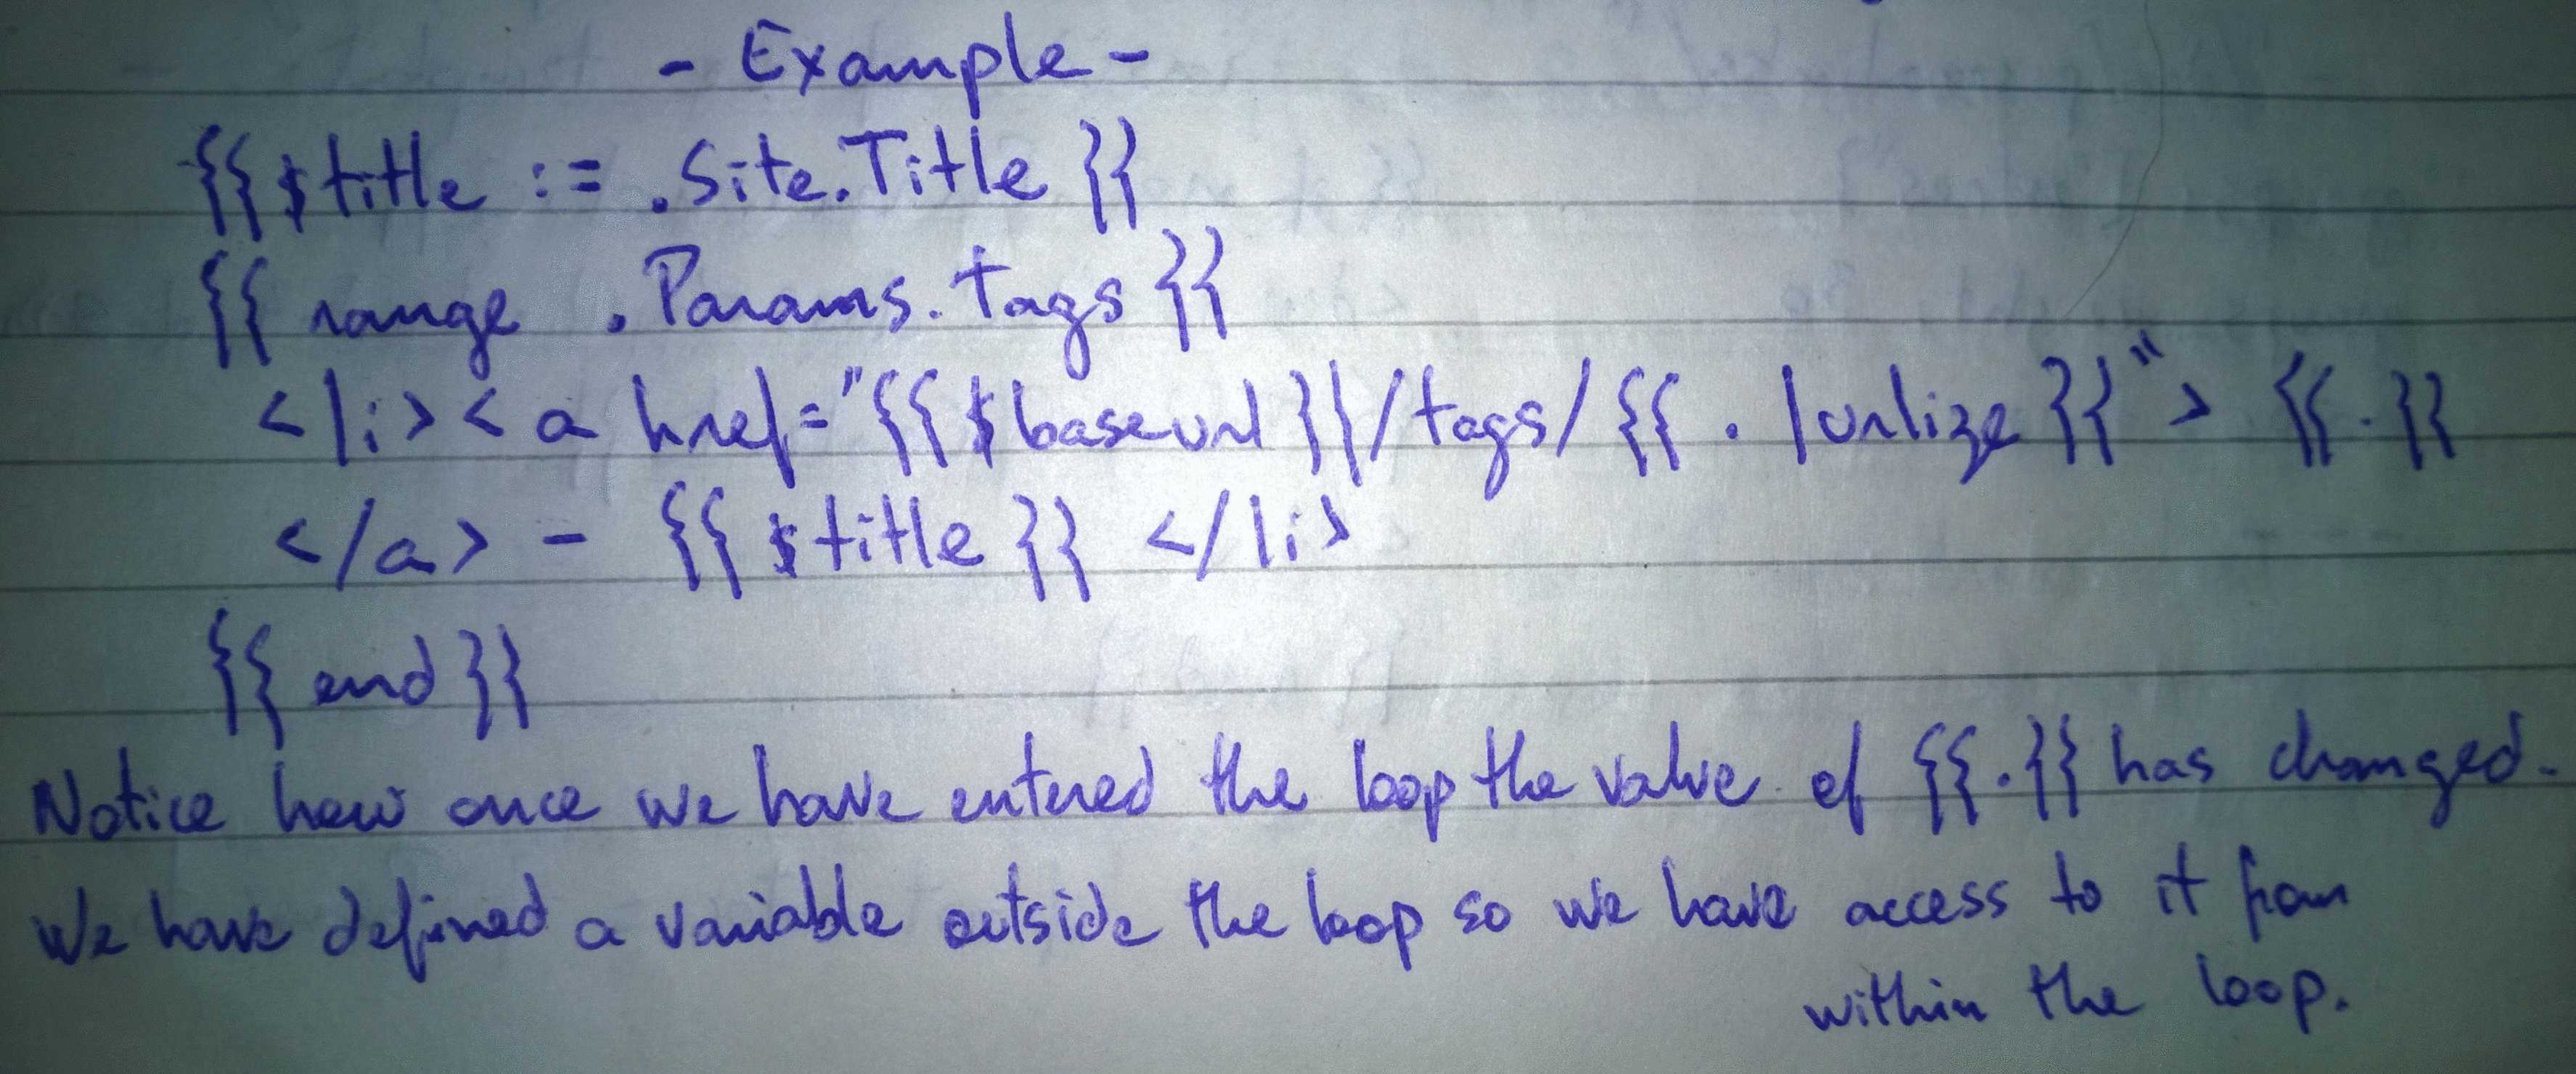 - Example -
{{$title := .Site.Title}}
{{ range .Params.tags}}
</li><a href="{{$baseurl}}/tags/{{ . |urlize}}"> {{.}}
</a> - {{$title}} </li>
{{end}}
Notice how once we have entered the loop the value of {{.}} has changed.
We have defined a variable outside the loop so we have access to it from
within the loop.